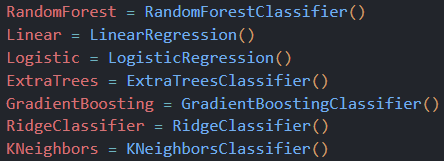 RandomForest = RandomForestClassifier()
Linear = LinearRegression()
Logistic = LogisticRegression()
ExtraTrees = ExtraTreesClassifier()
GradientBoosting = GradientBoostingClassifier()
RidgeClassifier = RidgeClassifier()
KNeighbors = KNeighborsClassifier()